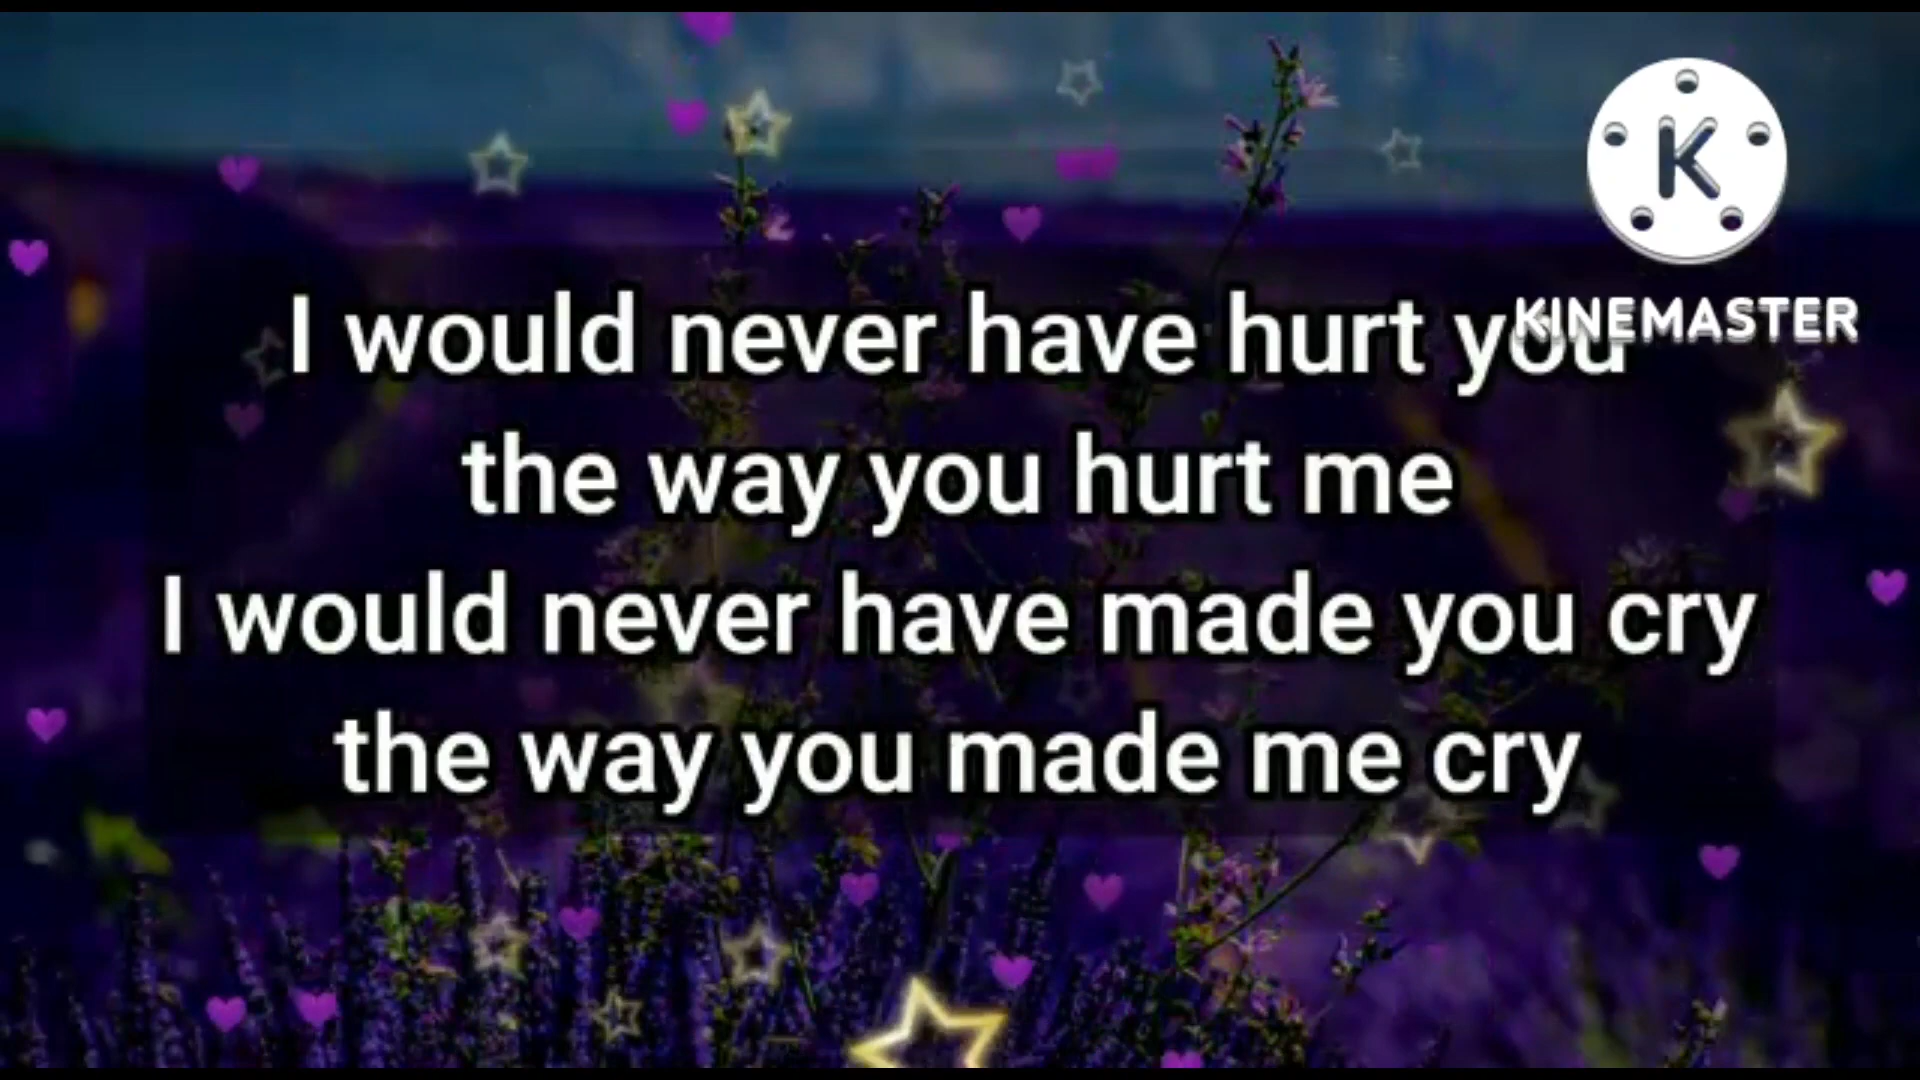 K
KINEMASTER
I would never have hurt you
the way you hurt me
I would never have made you cry
the way you made me cry